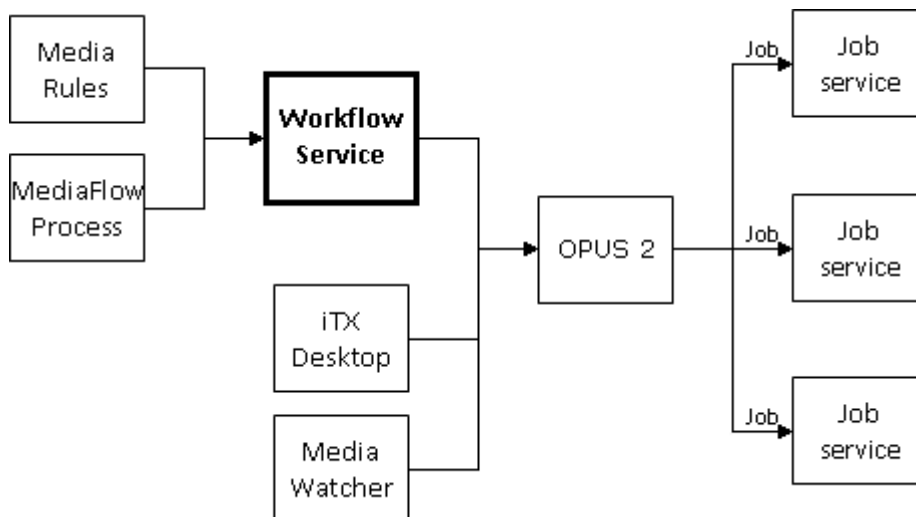 Media
Rules
MediaFlow
Process
Workflow
Service
iTX
Desktop
Media
Watcher
OPUS 2
Job
Job
service
Job
Job
service
Job
Job
service